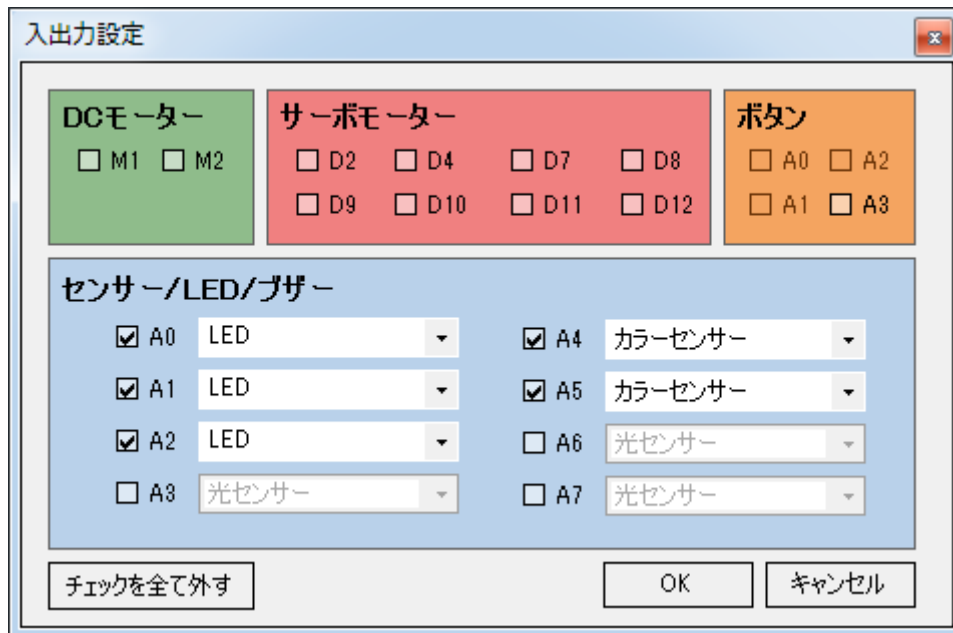 入出力設定
DCモーター
M1 M2
サーボモーター
D2 D4 D7 D8
D9 D10 D11 D12
ボタン
A0 A2
A1 A3
センサー/LED/ブザー
A0 LED
A1 LED
A2 LED
A3 光センサー
A4 カラーセンサー
A5 カラーセンサー
A6 光センサー
A7 光センサー
チェックを全て外す
OK
キャンセル